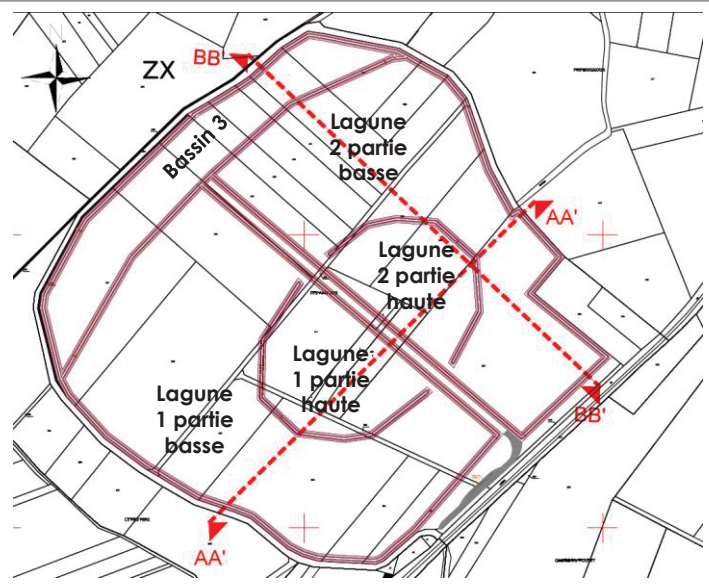 BB'
ZX
Bassin 3
Lagune
2 partie
basse
AA'
Lagune
2 partie
haute
Lagune
1 partie
haute
Lagune
1 partie
basse
BB'
AA'